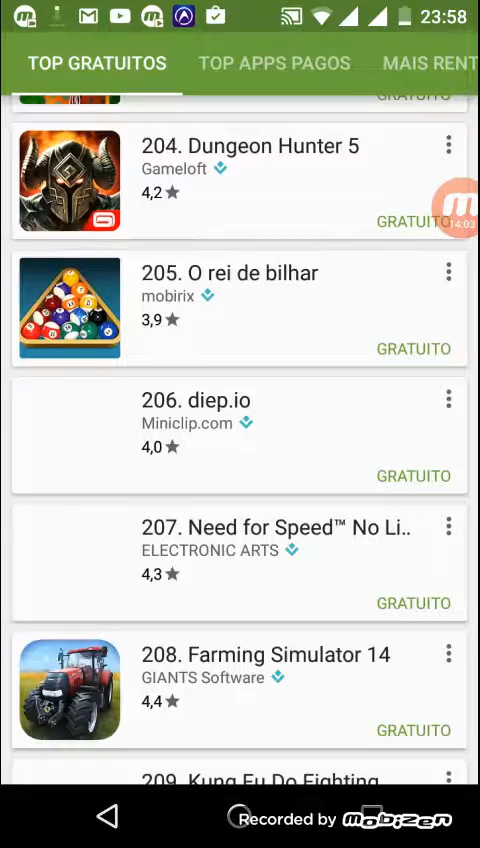 23:58
TOP GRATUITOS TOP APPS PAGOS MAIS RENT
GRATUITO
204. Dungeon Hunter 5
Gameloft
4,2
14:03
GRATUITO
205. O rei de bilhar
mobirix
3,9
GRATUITO
206. diep.io
Miniclip.com
4,0
GRATUITO
207. Need for Speed™ No Li..
ELECTRONIC ARTS
4,3
GRATUITO
208. Farming Simulator 14
GIANTS Software
4,4
GRATUITO
209. Kung Fu Do Fighting
Recorded by mobizen